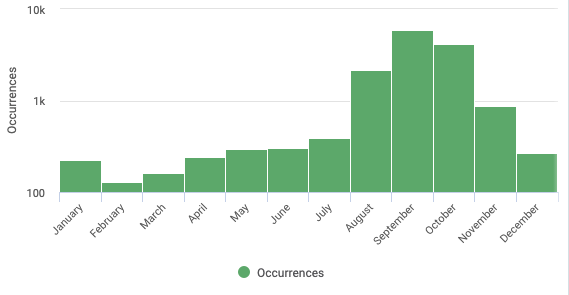 10k
Occurrences
1k
100
January
February
March
April
May
June
July
August
September
October
November
December
Occurrences